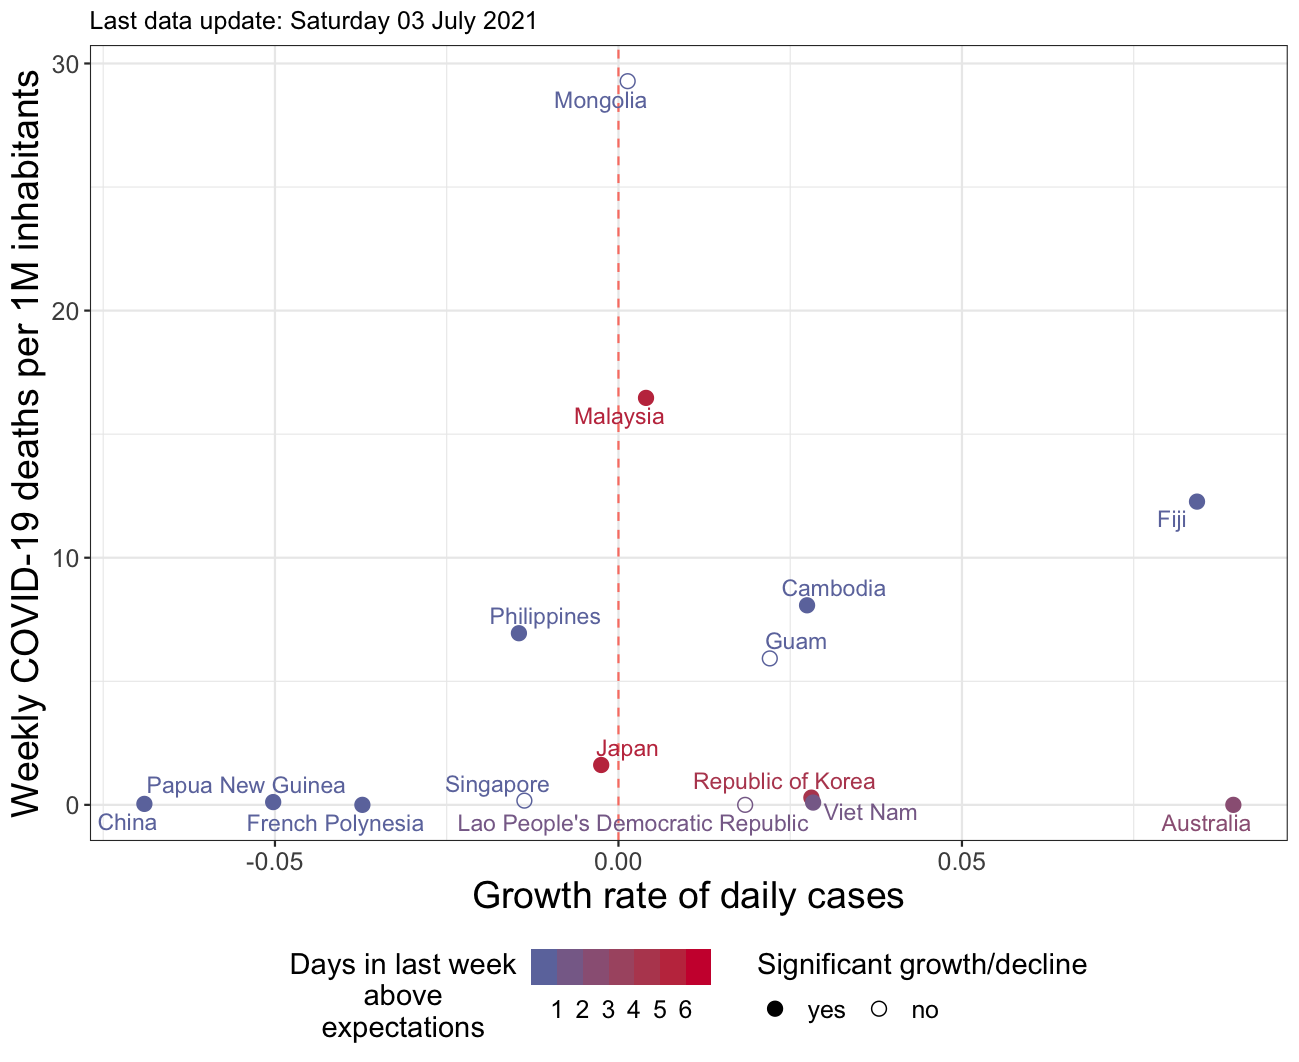 Last data update: Saturday 03 July 2021
Weekly COVID-19 deaths per 1M inhabitants
30
20
10
0
Mongolia
Malaysia
Fiji
Cambodia
Philippines
Guam
Japan
Papua New Guinea
Singapore
Republic of Korea
Viet Nam
China
French Polynesia
Lao People's Democratic Republic
Australia
-0.05
0.00
0.05
Growth rate of daily cases
Days in last week
above
expectations
1 2 3 4 5 6
Significant growth/decline
yes
no